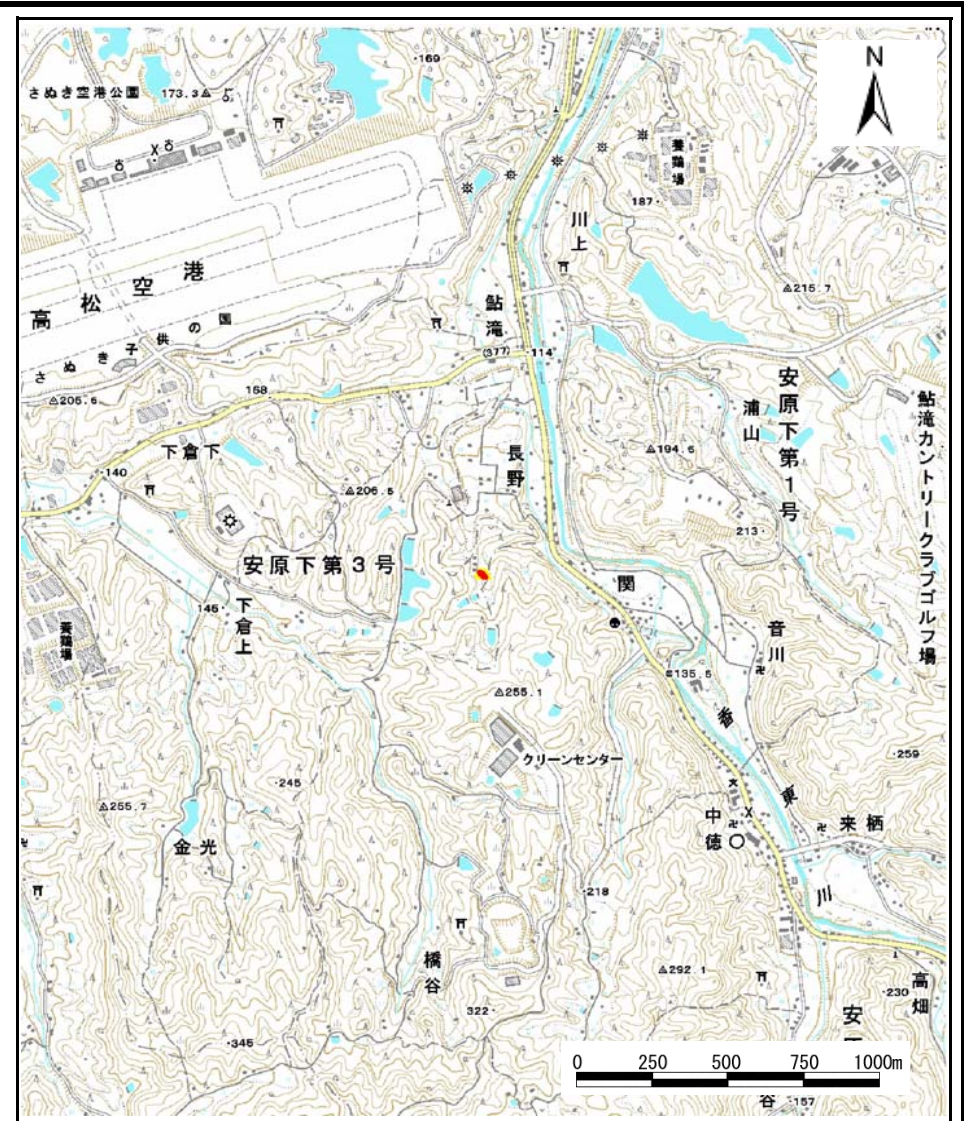 N
さぬき空港公園
173.3
169
養鶏場
187
川上
高松空港
215.7
鮎滝
さぬき子供の国
(377)
114
205.6
168
安原下第1号
浦山
鮎滝カントリークラブゴルフ場
下倉下
長野
194.6
140
206.5
213
安原下第3号
関
145
下倉上
養鶏場
音川
135.5
255.1
香東川
クリーンセンター
259
245
255.7
中徳
来栖
金光
218
橋谷
292.1
高畑
230
322
安
345
0 250 500 750 1000m
谷
157